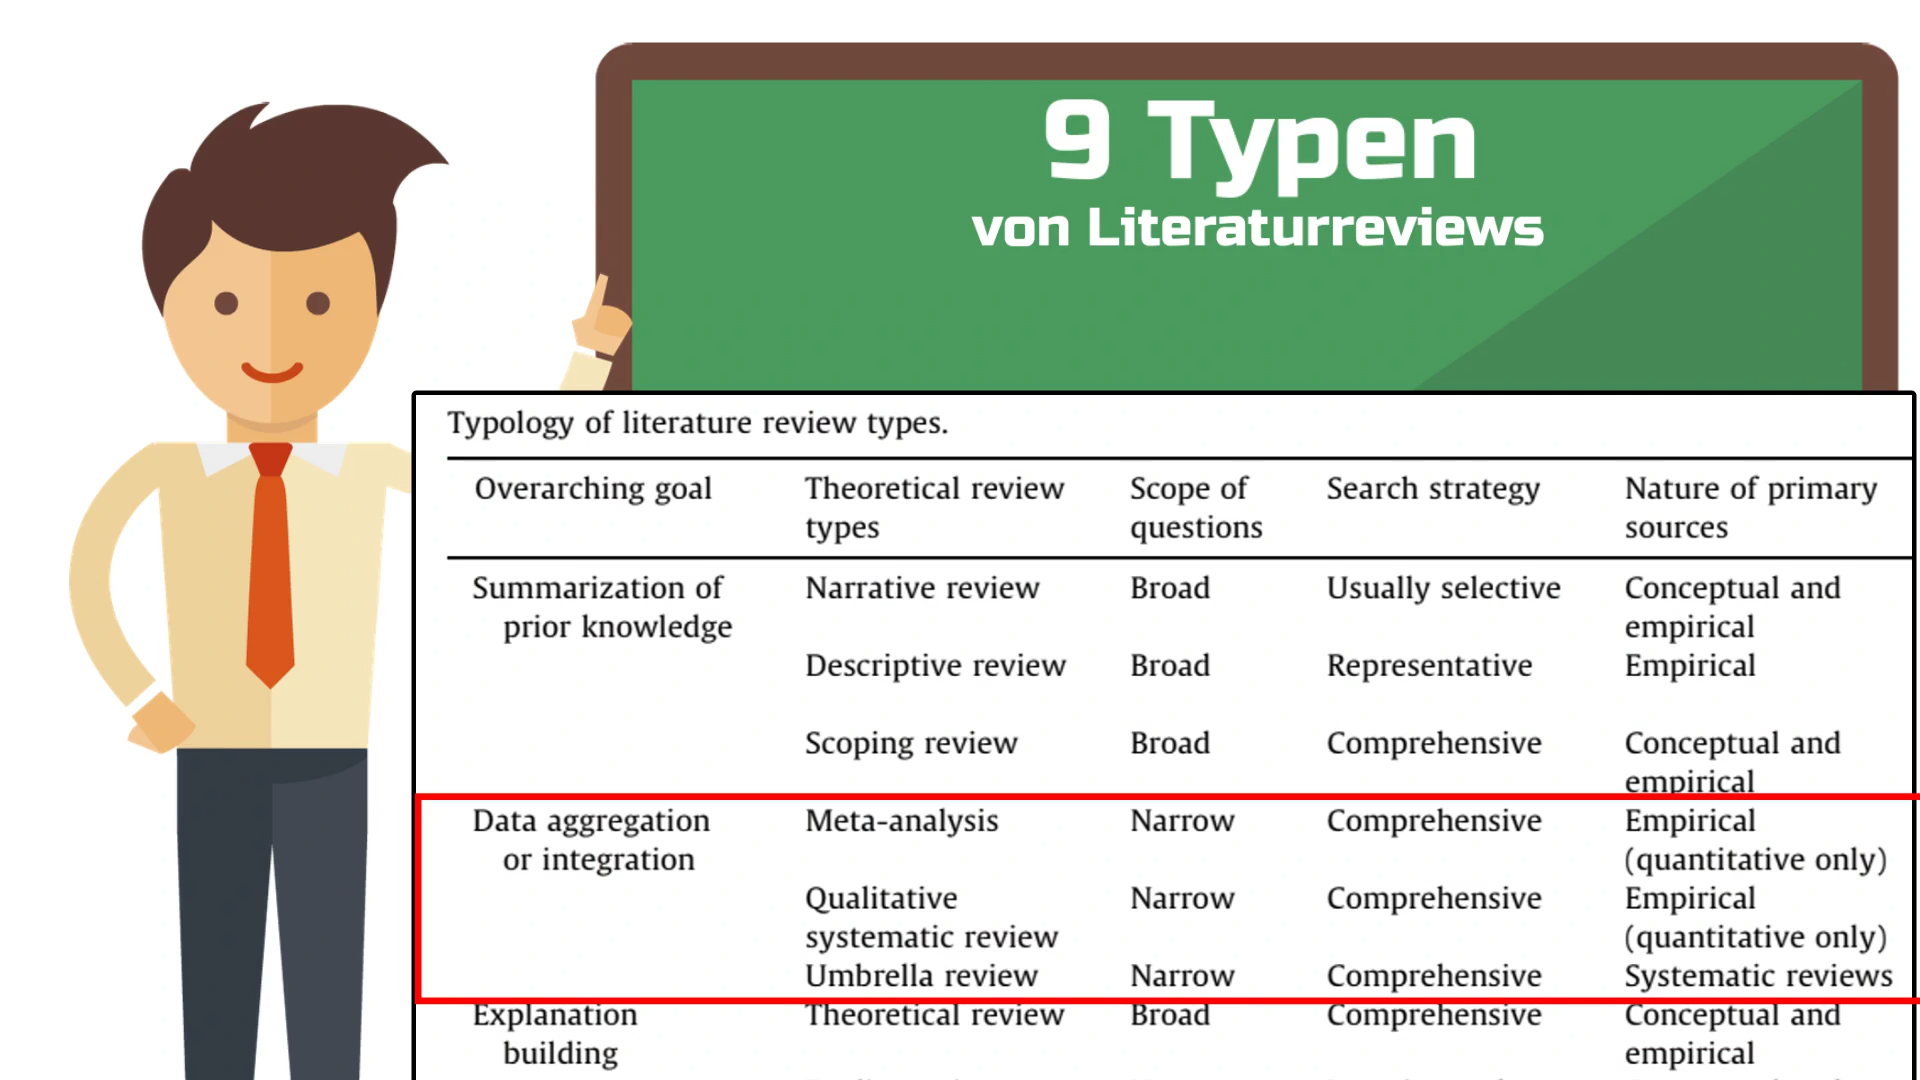 9 Typen
von Literaturreviews
Typology of literature review types.
Overarching goal Theoretical review Scope of Search strategy Nature of primary
types questions sources
Summarization of Narrative review Broad Usually selective Conceptual and
prior knowledge empirical
Descriptive review Broad Representative Empirical
Scoping review Broad Comprehensive Conceptual and
empirical
Data aggregation Meta-analysis Narrow Comprehensive Empirical
or integration (quantitative only)
Qualitative Narrow Comprehensive Empirical
systematic review (quantitative only)
Umbrella review Narrow Comprehensive Systematic reviews
Explanation Theoretical review Broad Comprehensive Conceptual and
building empirical